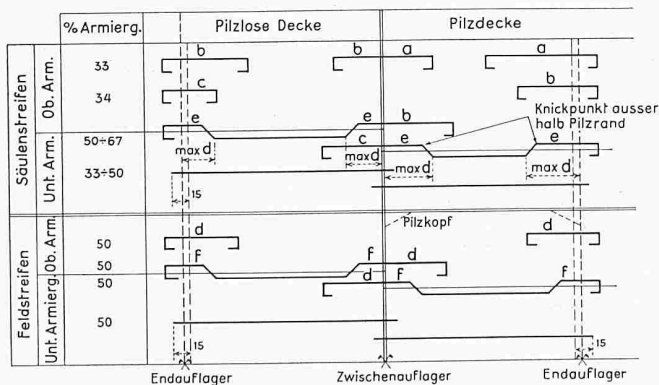 % Armierg. Pilzlose Decke Pilzdecke
Säulenstreifen
Ob. Arm.
33 b b a a
34 c b
e e b
Knickpunkt ausser
halb Pilzrand
Unt. Arm.
50÷67 c e e
max d max d max d max d
33÷50
15
Pilzkopf
Feldstreifen
Ob. Arm.
50 d d
50 f f d
Unt. Armierg.
50 d f f
50
15 15
Endauflager Zwischenauflager Endauflager